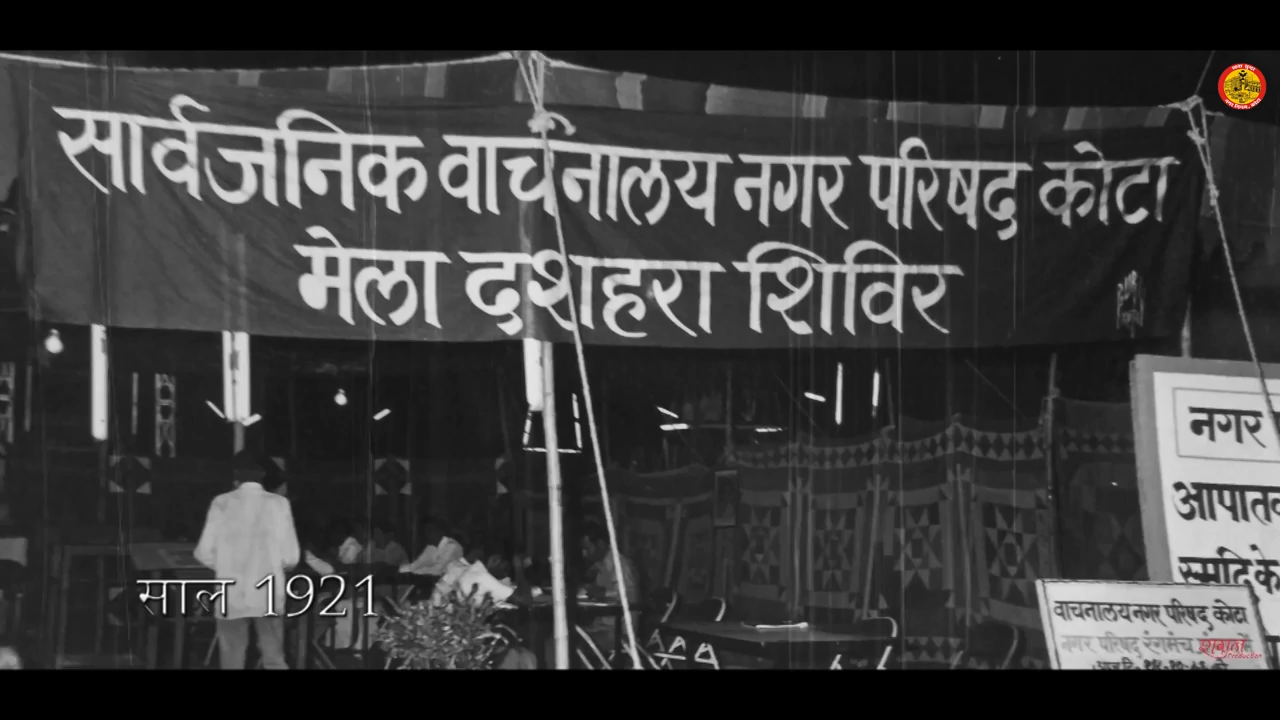 सार्वजनिक वाचनालय नगर परिषद कोटा
मेला दशहरा शिविर
नगर
आपात
साल 1921
वाचनालय नगर परिषद कोटा
नगर परिषद रंगमंच
Production